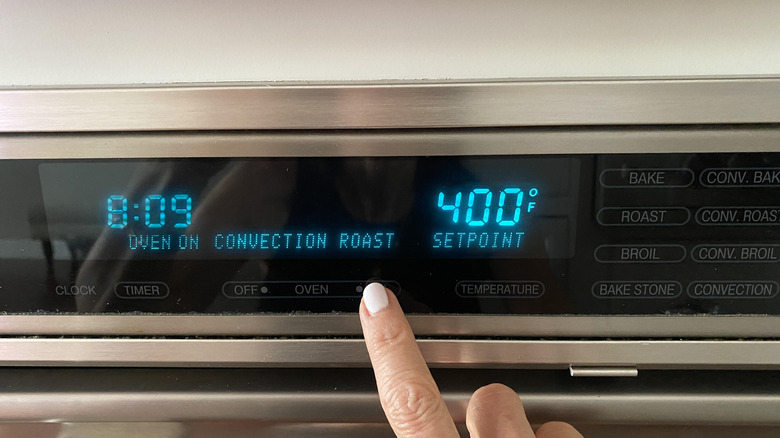 8:09 400°F
OVEN ON CONVECTION ROAST SETPOINT
CLOCK TIMER OFF OVEN TEMPERATURE
BAKE CONV. BAK
ROAST CONV. ROAST
BROIL CONV. BROIL
BAKE STONE CONVECTION